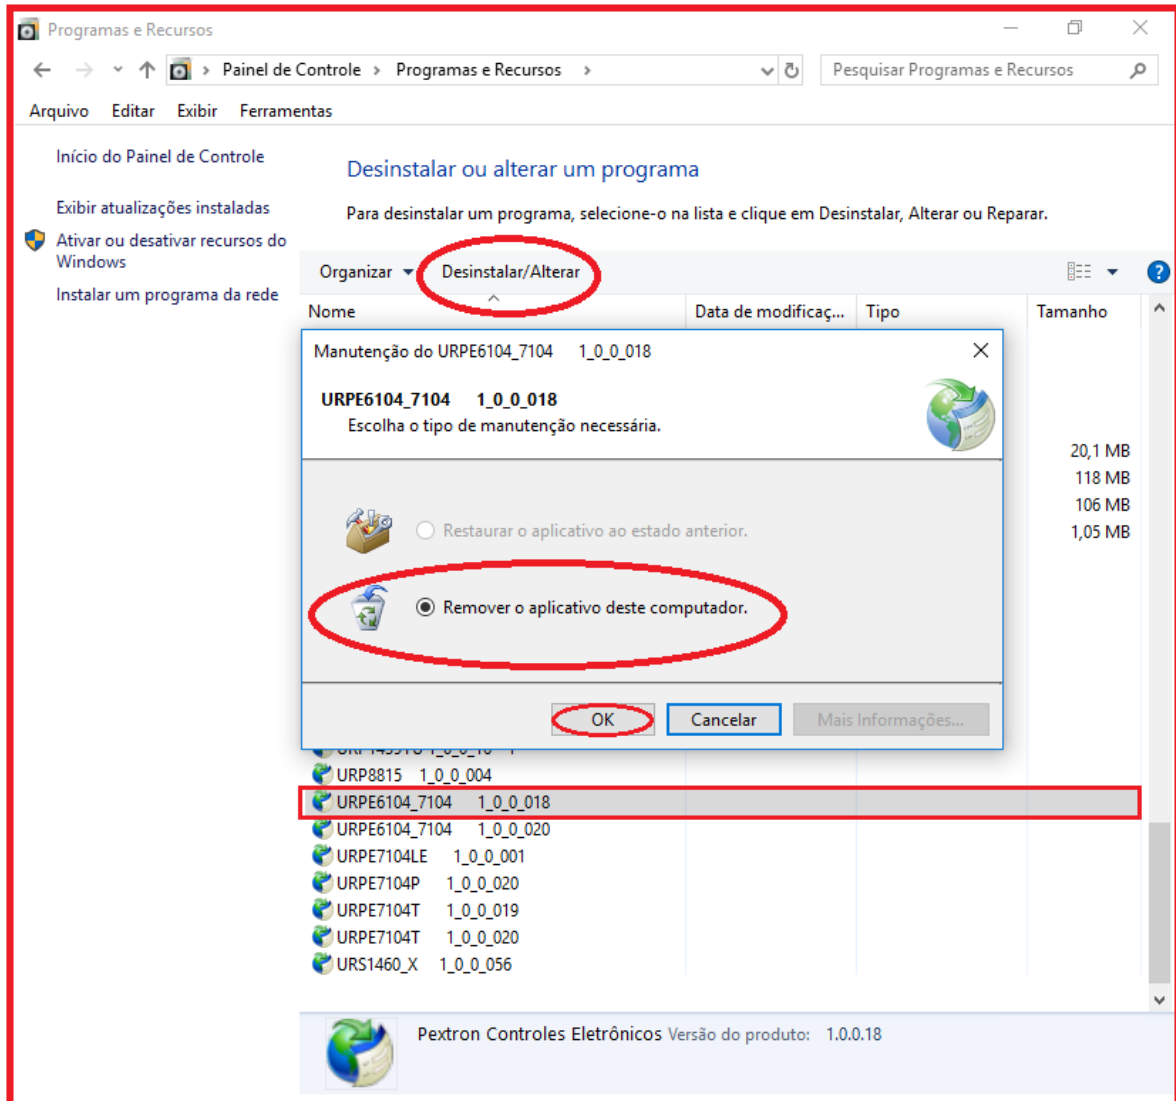 Programas e Recursos
Painel de Controle > Programas e Recursos >
Pesquisar Programas e Recursos
Arquivo Editar Exibir Ferramentas
Início do Painel de Controle
Exibir atualizações instaladas
Ativar ou desativar recursos do
Windows
Instalar um programa da rede
Desinstalar ou alterar um programa
Para desinstalar um programa, selecione-o na lista e clique em Desinstalar, Alterar ou Reparar.
Organizar Desinstalar/Alterar
Nome Data de modificaç... Tipo Tamanho
Manutenção do URPE6104_7104 1_0_0_018
URPE6104_7104 1_0_0_018
Escolha o tipo de manutenção necessária.
20,1 MB
118 MB
106 MB
1,05 MB
Restaurar o aplicativo ao estado anterior.
Remover o aplicativo deste computador.
OK Cancelar Mais Informações...
URP8815 1_0_0_004
URPE6104_7104 1_0_0_018
URPE6104_7104 1_0_0_020
URPE7104LE 1_0_0_001
URPE7104P 1_0_0_020
URPE7104T 1_0_0_019
URPE7104T 1_0_0_020
URS1460_X 1_0_0_056
Pextron Controles Eletrônicos Versão do produto: 1.0.0.18